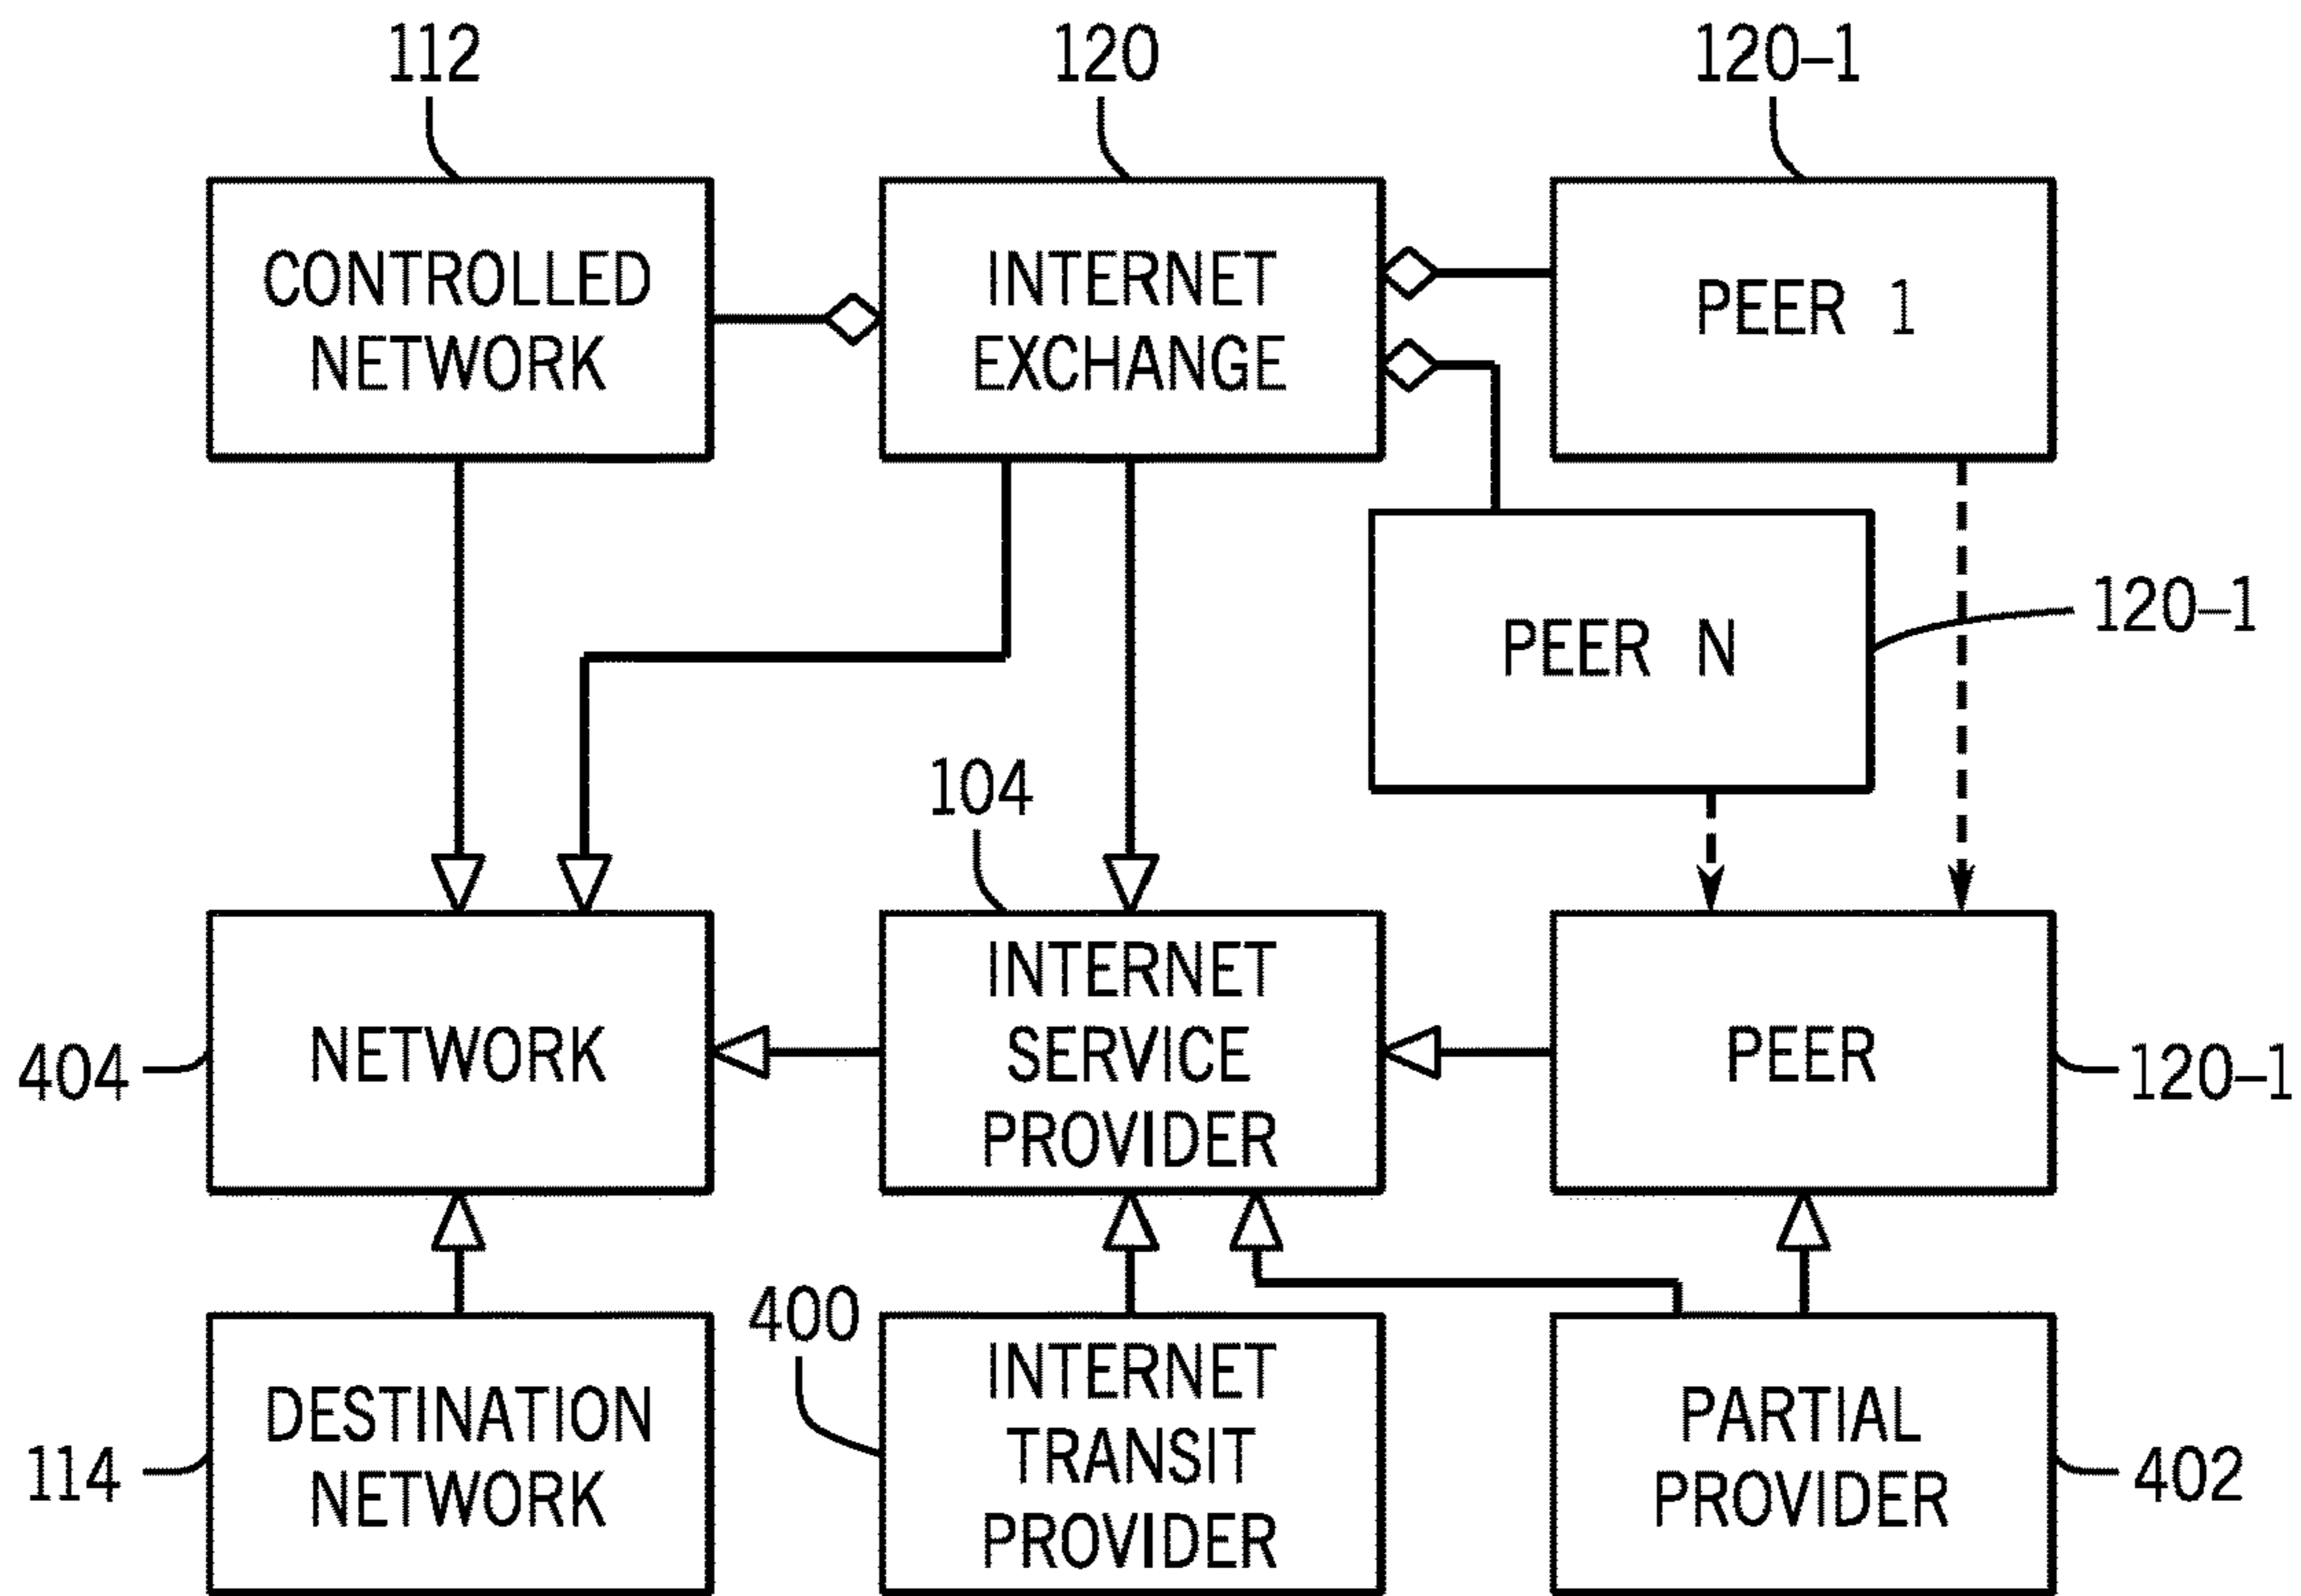 112
120
120-1
CONTROLLED
NETWORK
INTERNET
EXCHANGE
PEER 1
PEER N
120-1
104
404
NETWORK
INTERNET
SERVICE
PROVIDER
PEER
120-1
114
DESTINATION
NETWORK
400
INTERNET
TRANSIT
PROVIDER
PARTIAL
PROVIDER
402